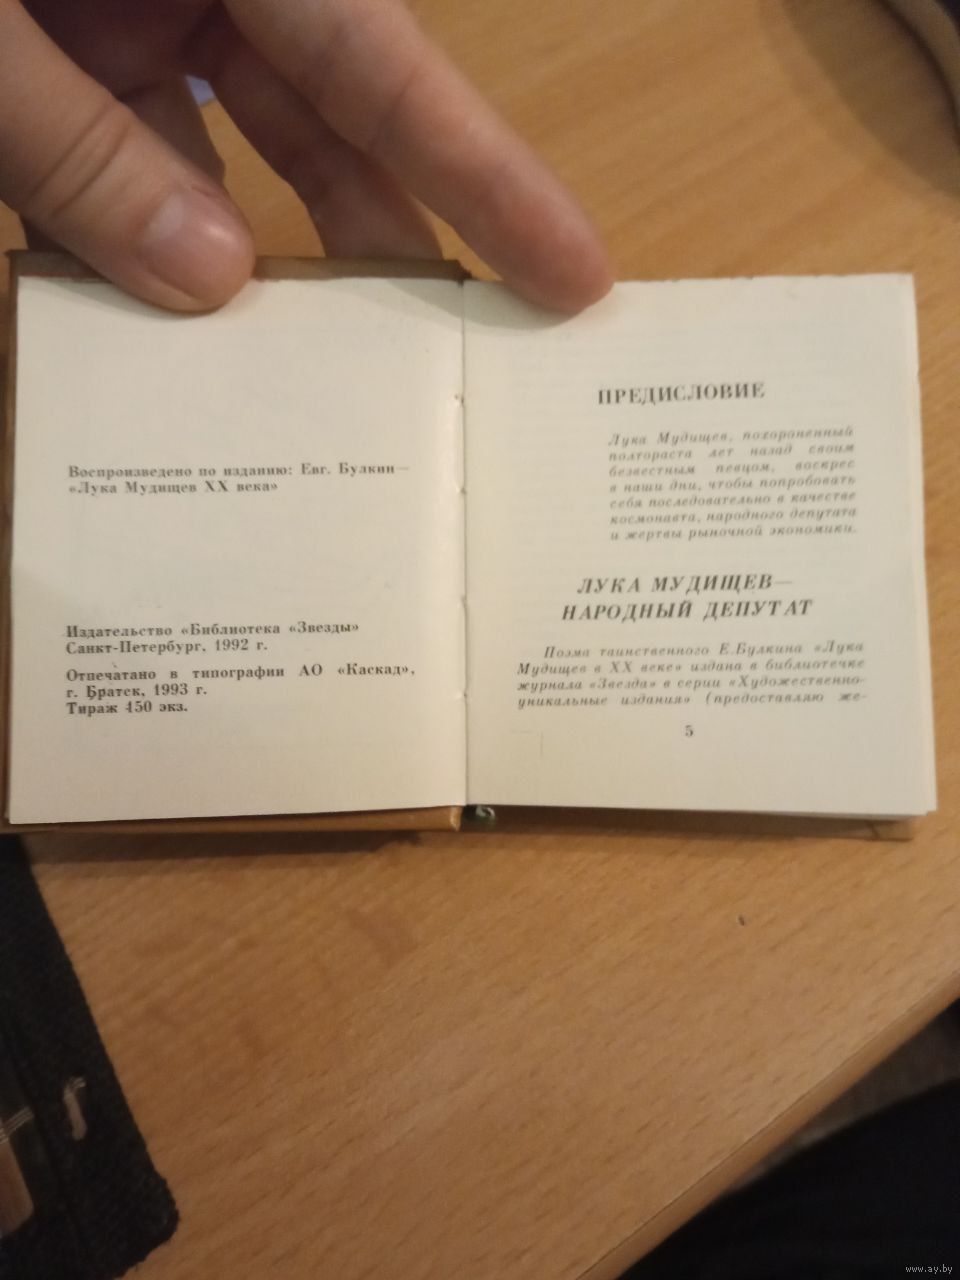 Воспроизведено по изданию: Евг. Булкин—
«Лука Мудищев XX века»
Издательство «Библиотека «Звезды»
Санкт-Петербург, 1992 г.
Отпечатано в типографии АО «Каскад»,
г. Братск, 1993 г.
Тираж 450 экз.
ПРЕДИСЛОВИЕ
Лука Мудищев, похороненный
полтораста лет назад своим
безвестным певцом, воскрес
в наши дни, чтобы попробовать
себя последовательно в качестве
космонавта, народного депутата
и жертвы рыночной экономики.
ЛУКА МУДИЩЕВ—
НАРОДНЫЙ ДЕПУТАТ
Поэма таинственного Е.Булкина «Лука
Мудищев в XX веке» издана в библиотечке
журнала «Звезда» в серии «Художественно-
уникальные издания» (предоставляю же-
5
www.ay.by